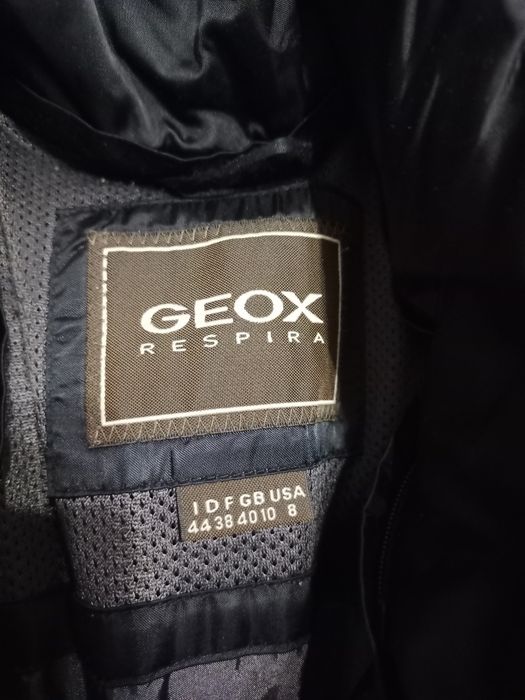 GEOX
RESPIRA
I D F GB USA
44 38 40 10 8